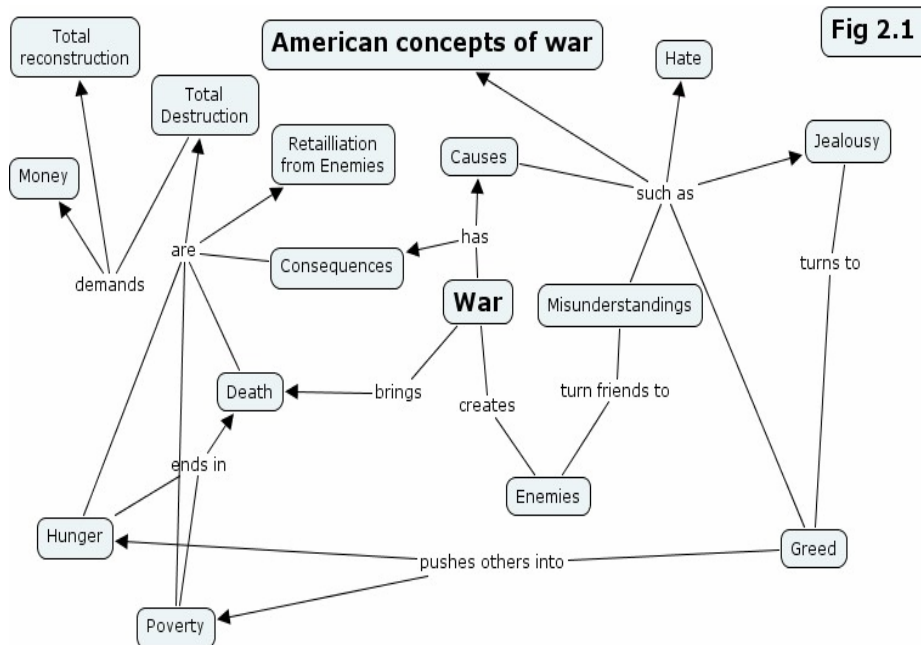 Total
reconstruction
American concepts of war
Fig 2.1
Hate
Total
Destruction
Retailliation
from Enemies
Causes
Jealousy
Money
such as
are
has
Consequences
demands
turns to
War
Misunderstandings
Death
brings
creates
turn friends to
ends in
Enemies
Hunger
Greed
pushes others into
Poverty